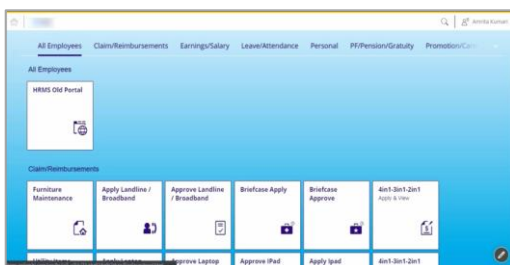 Amrita Kumari
All Employees Claim/Reimbursements Earnings/Salary Leave/Attendance Personal PF/Pension/Gratuity
All Employees
HRMS Old Portal
Claim/Reimbursements
Furniture Maintenance
Apply Landline / Broadband
Approve Landline / Broadband
Briefcase Apply
Briefcase Approve
4in1-3in1-2in1
Apply & View
Approve Laptop
Approve IPad
Apply Ipad
4in1-3in1-2in1